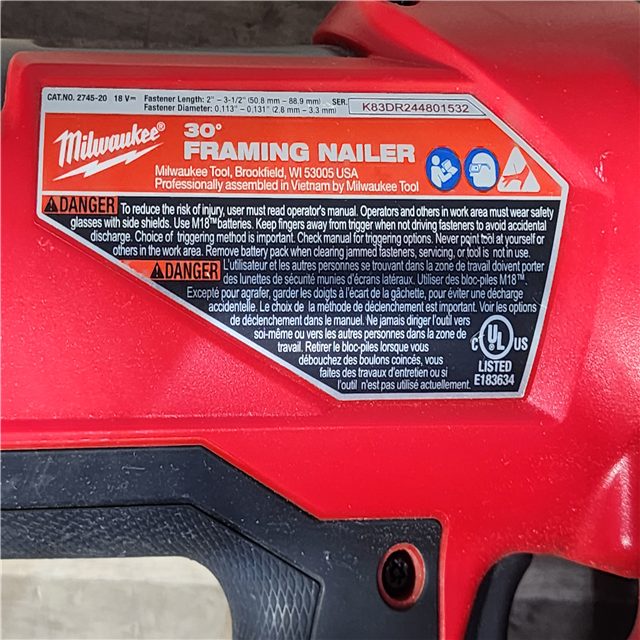 CAT.NO. 2745-20 18 V⎓ Fastener Length: 2" – 3-1/2" (50.8 mm – 88.9 mm) SER. K83DR244801532
Fastener Diameter: 0.113" – 0.131" (2.8 mm – 3.3 mm)
Milwaukee®
30°
FRAMING NAILER
Milwaukee Tool, Brookfield, WI 53005 USA
Professionally assembled in Vietnam by Milwaukee Tool
DANGER To reduce the risk of injury, user must read operator's manual. Operators and others in work area must wear safety
glasses with side shields. Use M18™ batteries. Keep fingers away from trigger when not driving fasteners to avoid accidental
discharge. Choice of triggering method is important. Check manual for triggering options. Never point tool at yourself or
others in the work area. Remove battery pack when clearing jammed fasteners, servicing, or tool is not in use.
DANGER L'utilisateur et les autres personnes se trouvant dans la zone de travail doivent porter
des lunettes de sécurité munies d'écrans latéraux. Utiliser des bloc-piles M18™.
Excepté pour agrafer, garder les doigts à l'écart de la gâchette, pour éviter une décharge
accidentelle. Le choix de la méthode de déclenchement est important. Voir les options
de déclenchement dans le manuel. Ne jamais diriger l'outil vers
soi-même ou vers les autres personnes dans la zone de
travail. Retirer le bloc-piles lorsque vous
débouchez des boulons coincés, vous
faites des travaux d'entretien ou si
l'outil n'est pas utilisé actuellement.
C UL US
LISTED
E183634